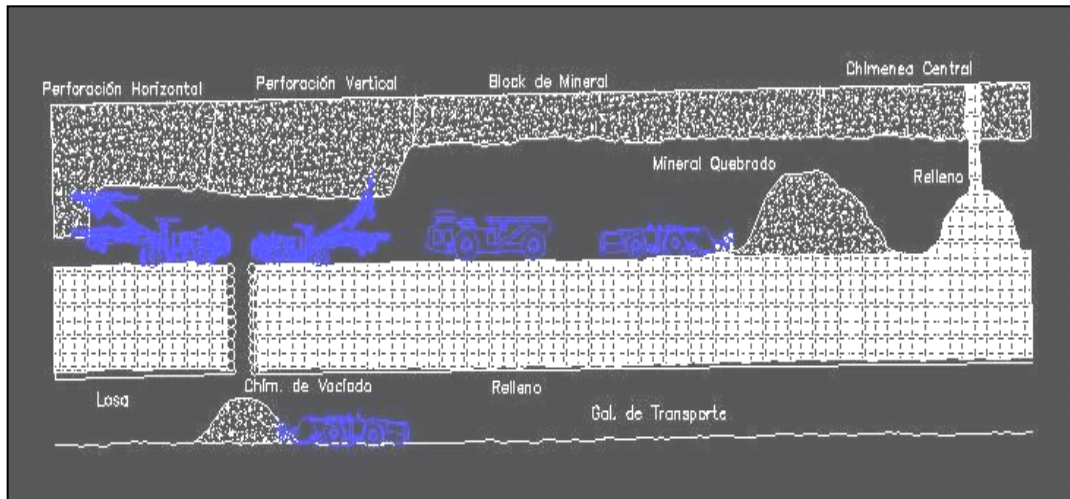 Chimenea Central
Perforación Horizontal
Perforación Vertical
Block de Mineral
Mineral Quebrado
Relleno
Chim. de Vaciado
Relleno
Losa
Gal. de Transporte